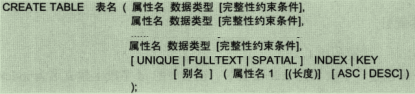 CREATE TABLE 表名 ( 属性名 数据类型 [完整性约束条件],
属性名 数据类型 [完整性约束条件],
......
属性名 数据类型 [完整性约束条件],
[ UNIQUE | FULLTEXT | SPATIAL ] INDEX | KEY
[ 别名 ] ( 属性名 1 [(长度)] [ ASC | DESC] )
);